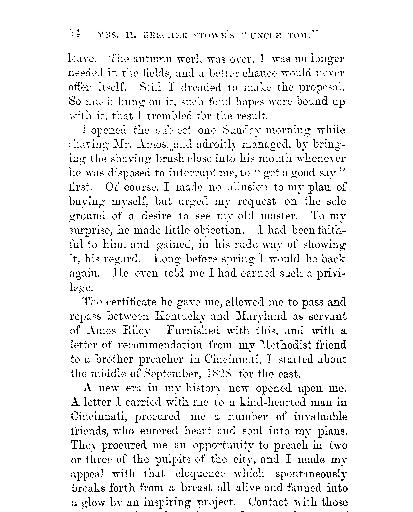 74 MRS. H. BEECHER STOWE'S "UNCLE TOM."
leave. The autumn work was over, I was no longer
needed in the fields, and a better chance would never
offer itself. Still I dreaded to make the proposal.
So much hung on it, such fond hopes were bound up
with it, that I trembled for the result.
I opened the subject one Sunday morning while
shaving Mr. Amos, and adroitly managed, by bring-
ing the shaving brush close into his mouth whenever
he was disposed to interrupt me, to "get a good say"
first. Of course, I made no allusion to my plan of
buying myself, but urged my request on the sole
ground of a desire to see my old master. To my
surprise, he made little objection. I had been faith-
ful to him, and gained, in his rude way of showing
it, his regard. Long before spring I would be back
again. He even told me I had earned such a privi-
lege.
The certificate he gave me, allowed me to pass and
repass between Kentucky and Maryland as servant
of Amos Riley. Furnished with this, and with a
letter of recommendation from my Methodist friend
to a brother preacher in Cincinnati, I started about
the middle of September, 1828, for the east.
A new era in my history now opened upon me.
A letter I carried with me to a kind-hearted man in
Cincinnati, procured me a number of invaluable
friends, who entered heart and soul into my plans.
They procured me an opportunity to preach in two
or three of the pulpits of the city, and I made my
appeal with that eloquence which spontaneously
breaks forth from a breast all alive and fanned into
a glow by an inspiring project. Contact with those